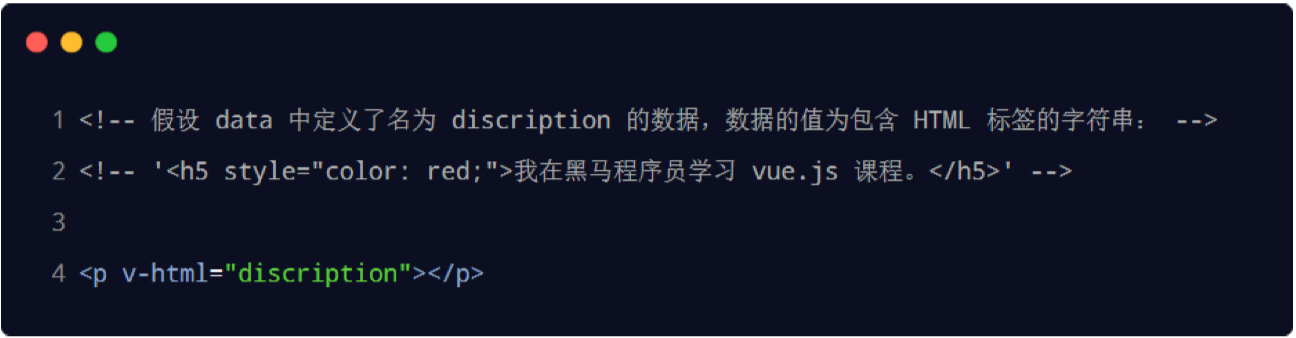 1 <!-- 假设 data 中定义了名为 discription 的数据，数据的值为包含 HTML 标签的字符串： -->
2 <!-- '<h5 style="color: red;">我在黑马程序员学习 vue.js 课程。</h5>' -->
3
4 <p v-html="discription"></p>